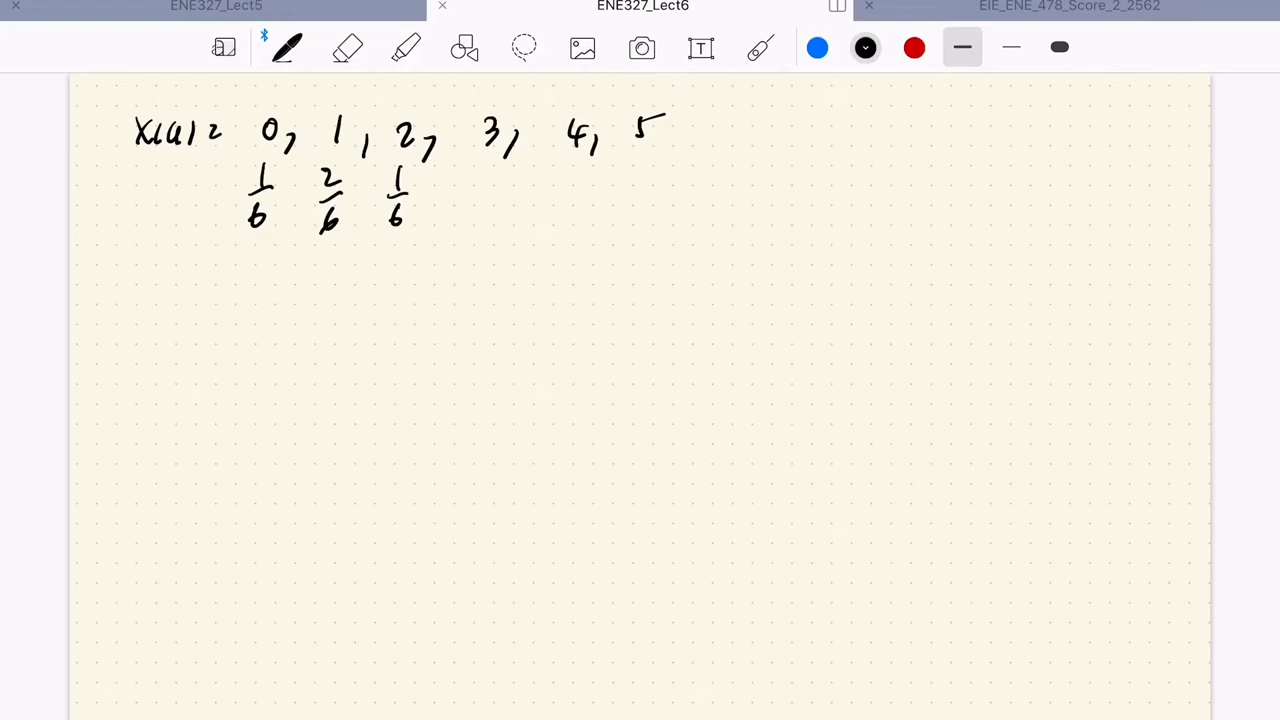 ENE327_Lect5 ENE327_Lect6 EIE_ENE_478_Score_2_2562
T
X(u) = 0, 1, 2, 3, 4, 5
1/6 2/6 1/6